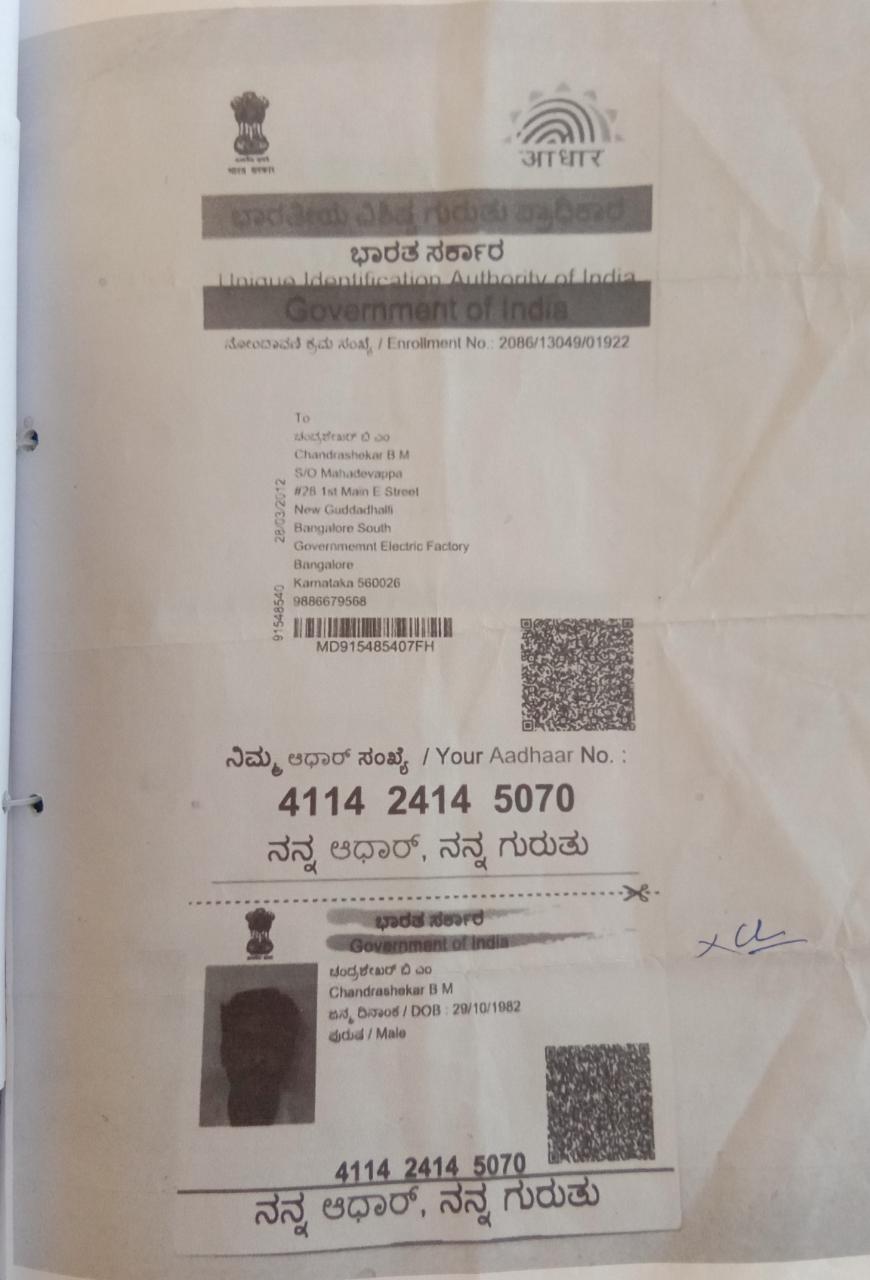 भारत सरकार
आधार
ಭಾರತೀಯ ವಿಶಿಷ್ಟ ಗುರುತು ಪ್ರಾಧಿಕಾರ
ಭಾರತ ಸರ್ಕಾರ
Unique Identification Authority of India
Government of India
ನೋಂದಾವಣೆ ಕ್ರಮ ಸಂಖ್ಯೆ / Enrollment No.: 2086/13049/01922
To
ಚಂದ್ರಶೇಖರ್ ಬಿ ಎಂ
Chandrashekar B M
S/O Mahadevappa
#28 1st Main E Street
New Guddadhalli
Bangalore South
Governmemnt Electric Factory
Bangalore
Karnataka 560026
9886679568
28/03/2012
91548540
MD915485407FH
ನಿಮ್ಮ ಆಧಾರ್ ಸಂಖ್ಯೆ / Your Aadhaar No. :
4114 2414 5070
ನನ್ನ ಆಧಾರ್, ನನ್ನ ಗುರುತು
ಭಾರತ ಸರ್ಕಾರ
Government of India
ಚಂದ್ರಶೇಖರ್ ಬಿ ಎಂ
Chandrashekar B M
ಜನ್ಮ ದಿನಾಂಕ / DOB : 29/10/1982
ಪುರುಷ / Male
4114 2414 5070
ನನ್ನ ಆಧಾರ್, ನನ್ನ ಗುರುತು